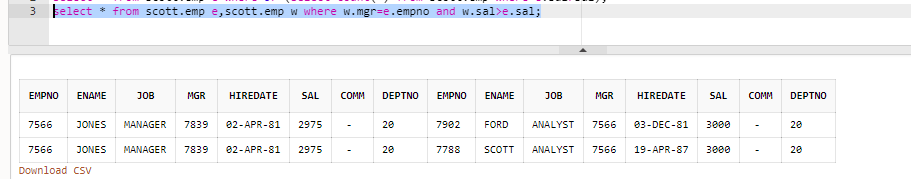 3 select * from scott.emp e,scott.emp w where w.mgr=e.empno and w.sal>e.sal;
EMPNO ENAME JOB MGR HIREDATE SAL COMM DEPTNO EMPNO ENAME JOB MGR HIREDATE SAL COMM DEPTNO
7566 JONES MANAGER 7839 02-APR-81 2975 - 20 7902 FORD ANALYST 7566 03-DEC-81 3000 - 20
7566 JONES MANAGER 7839 02-APR-81 2975 - 20 7788 SCOTT ANALYST 7566 19-APR-87 3000 - 20
Download CSV